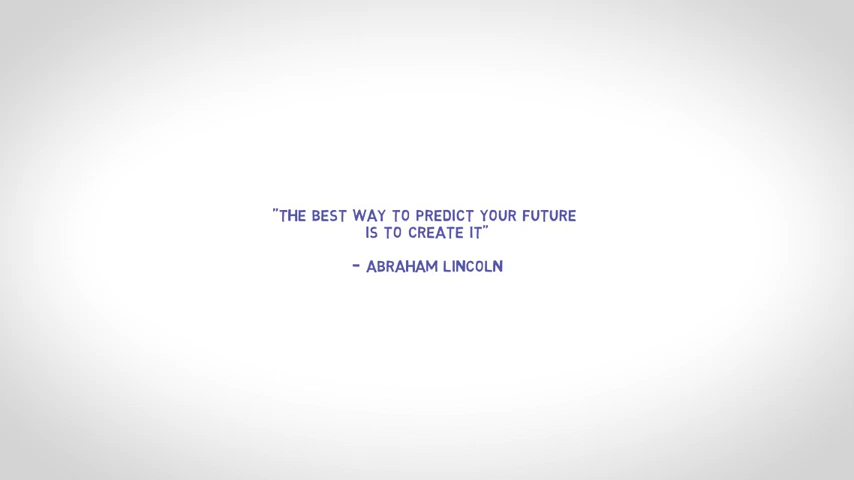 "THE BEST WAY TO PREDICT YOUR FUTURE
IS TO CREATE IT"
- ABRAHAM LINCOLN